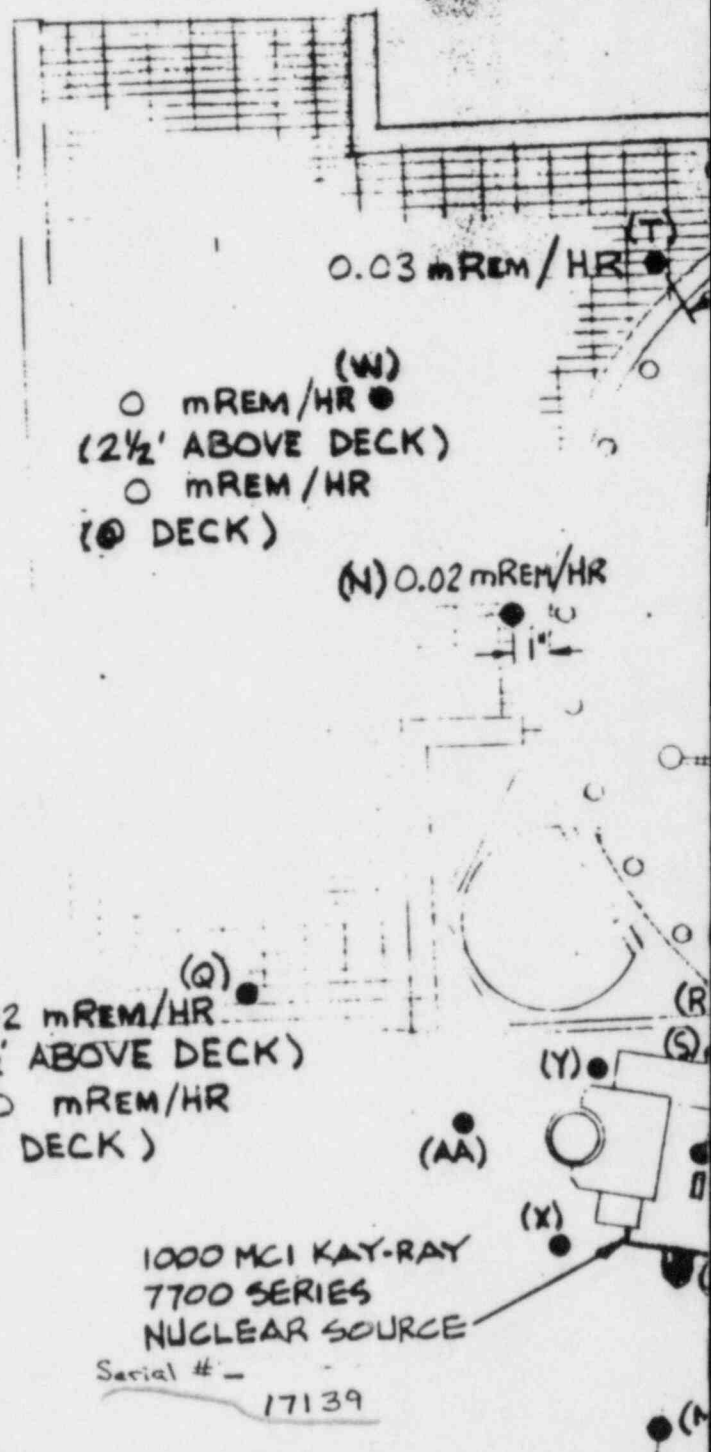 (T)
0.03 mREM/HR
(W)
0 mREM/HR
(2½' ABOVE DECK)
0 mREM/HR
(@ DECK)
(N) 0.02 mREM/HR
1"
(Q)
2 mREM/HR
' ABOVE DECK)
mREM/HR
DECK)
(R
(S)
(Y)
(AA)
(X)
1000 MCI KAY-RAY
7700 SERIES
NUCLEAR SOURCE
Serial # –
17139